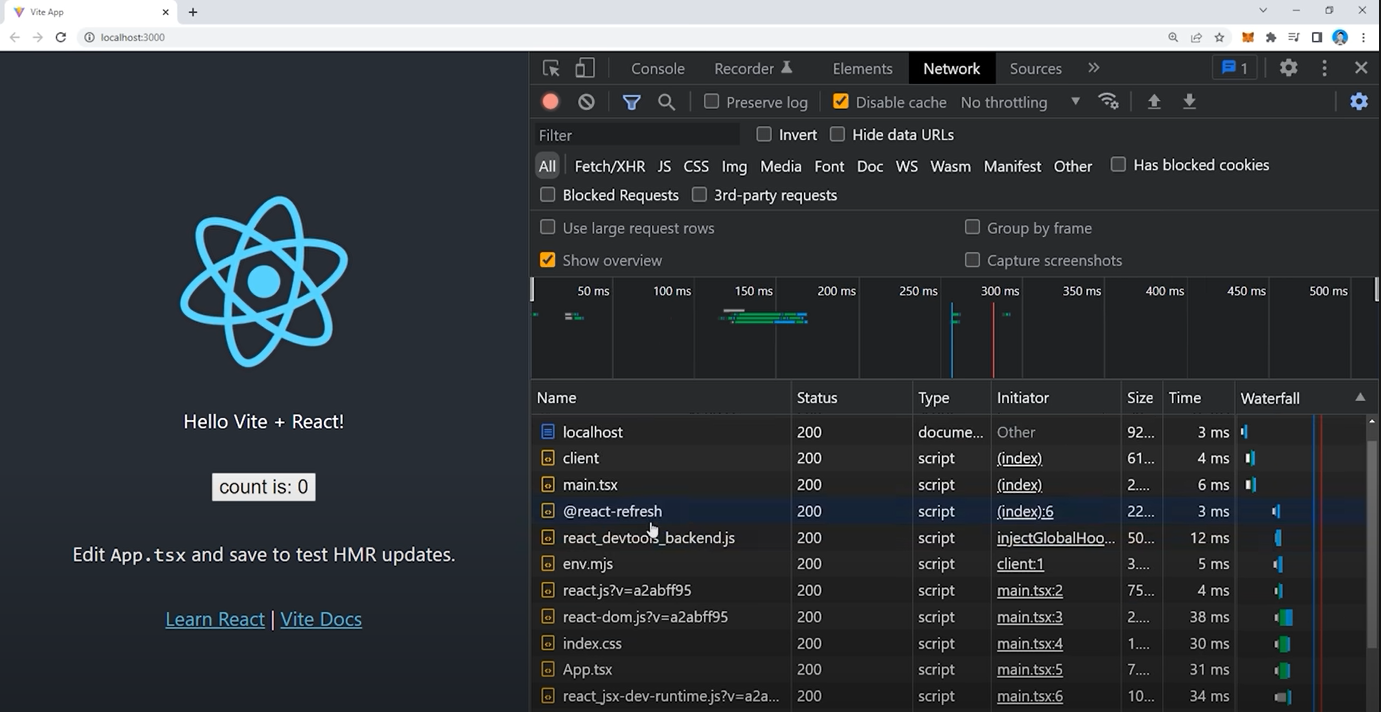 Vite App
localhost:3000
Hello Vite + React!
count is: 0
Edit App.tsx and save to test HMR updates.
Learn React | Vite Docs
Console Recorder Elements Network Sources 1
Preserve log Disable cache No throttling
Filter Invert Hide data URLs
All Fetch/XHR JS CSS Img Media Font Doc WS Wasm Manifest Other Has blocked cookies
Blocked Requests 3rd-party requests
Use large request rows Group by frame
Show overview Capture screenshots
50 ms 100 ms 150 ms 200 ms 250 ms 300 ms 350 ms 400 ms 450 ms 500 ms
Name Status Type Initiator Size Time Waterfall
localhost 200 docume... Other 92... 3 ms
client 200 script (index) 61... 4 ms
main.tsx 200 script (index) 2.... 6 ms
@react-refresh 200 script (index):6 22... 3 ms
react_devtools_backend.js 200 script injectGlobalHoo... 50... 12 ms
env.mjs 200 script client:1 3.... 5 ms
react.js?v=a2abff95 200 script main.tsx:2 75... 4 ms
react-dom.js?v=a2abff95 200 script main.tsx:3 2.... 38 ms
index.css 200 script main.tsx:4 1.... 30 ms
App.tsx 200 script main.tsx:5 7.... 31 ms
react_jsx-dev-runtime.js?v=a2a... 200 script main.tsx:6 10... 34 ms